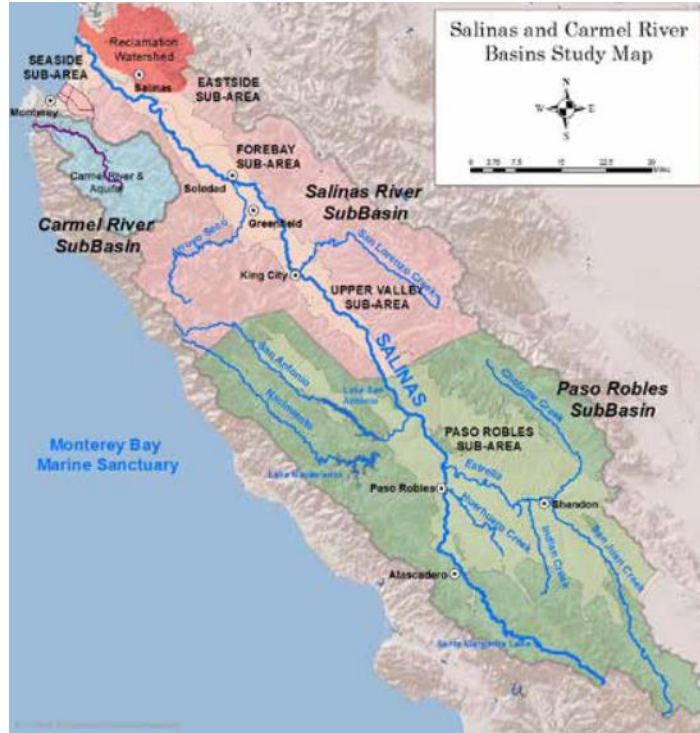 Salinas and Carmel River
Basins Study Map
N
W
E
S
Reclamation
Watershed
SEASIDE
SUB-AREA
Salinas
EASTSIDE
SUB-AREA
Monterey
FOREBAY
SUB-AREA
Carmel River &
Aquifer
Soledad
Salinas River
SubBasin
Carmel River
SubBasin
Greenfield
Arroyo Seco
San Lorenzo Creek
King City
UPPER VALLEY
SUB-AREA
SALINAS
San Antonio
Lake San
Antonio
Nacimiento
Cholame Creek
Paso Robles
SubBasin
PASO ROBLES
SUB-AREA
Monterey Bay
Marine Sanctuary
Estrella
Lake Nacimiento
Paso Robles
Shandon
Huerhuero Creek
Indian Creek
San Juan Creek
Atascadero
Santa Margarita Lake